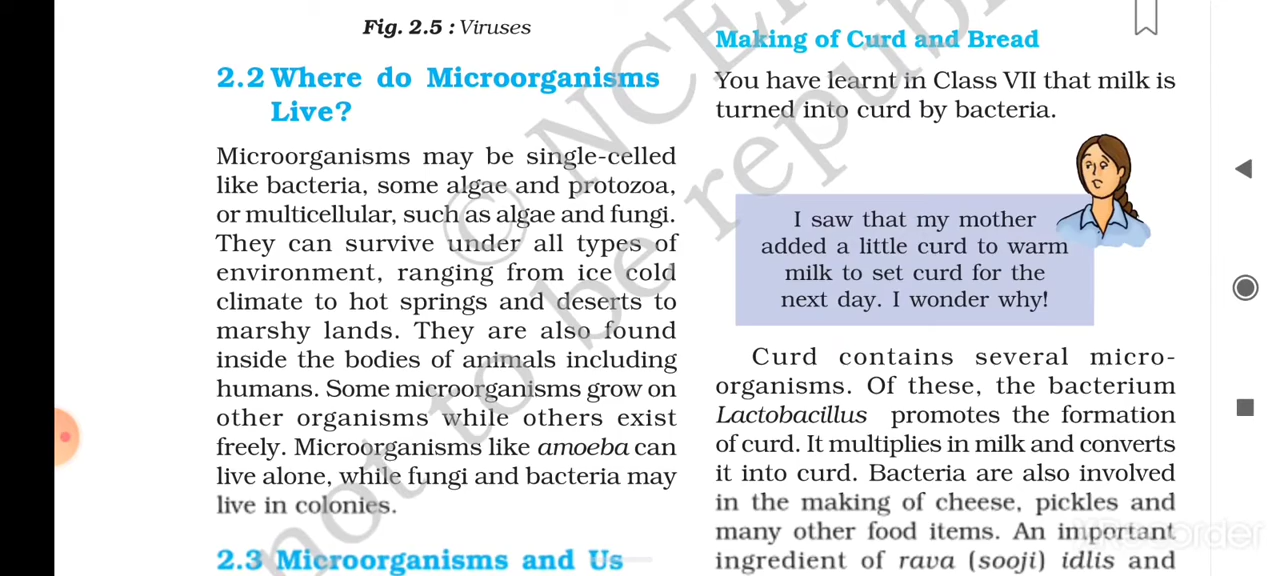 Fig. 2.5 : Viruses
2.2 Where do Microorganisms
Live?
Microorganisms may be single-celled
like bacteria, some algae and protozoa,
or multicellular, such as algae and fungi.
They can survive under all types of
environment, ranging from ice cold
climate to hot springs and deserts to
marshy lands. They are also found
inside the bodies of animals including
humans. Some microorganisms grow on
other organisms while others exist
freely. Microorganisms like amoeba can
live alone, while fungi and bacteria may
live in colonies.
2.3 Microorganisms and Us
Making of Curd and Bread
You have learnt in Class VII that milk is
turned into curd by bacteria.
I saw that my mother
added a little curd to warm
milk to set curd for the
next day. I wonder why!
Curd contains several micro-
organisms. Of these, the bacterium
Lactobacillus promotes the formation
of curd. It multiplies in milk and converts
it into curd. Bacteria are also involved
in the making of cheese, pickles and
many other food items. An important
ingredient of rava (sooji) idlis and
© NCE
not to be republi
Recorder